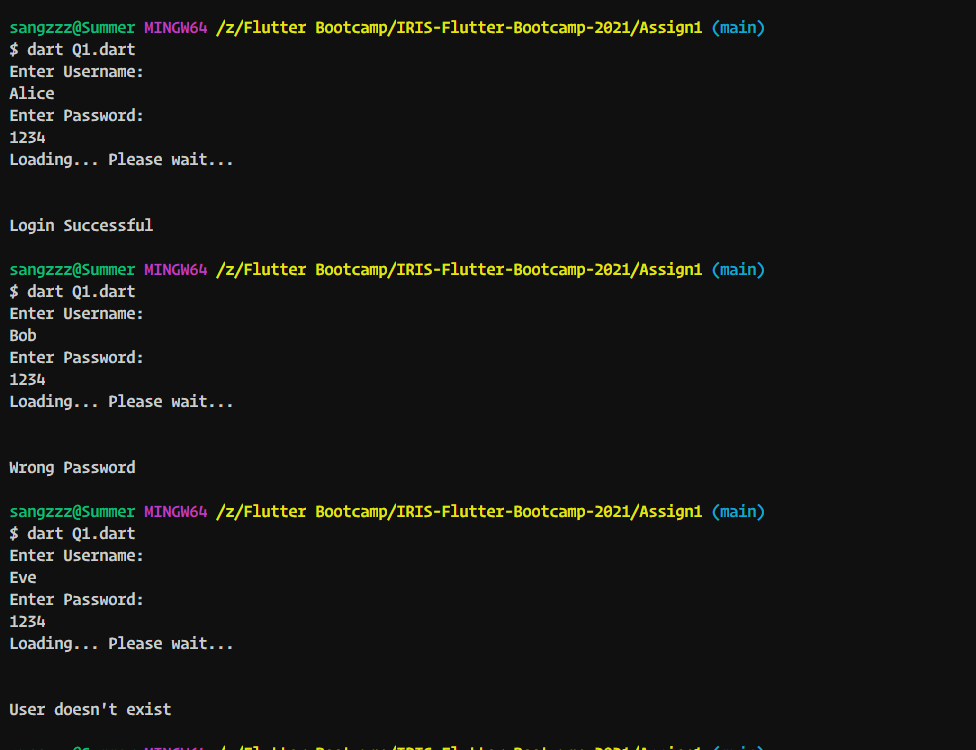 sangzzz@Summer MINGW64 /z/Flutter Bootcamp/IRIS-Flutter-Bootcamp-2021/Assign1 (main)
$ dart Q1.dart
Enter Username:
Alice
Enter Password:
1234
Loading... Please wait...
Login Successful
sangzzz@Summer MINGW64 /z/Flutter Bootcamp/IRIS-Flutter-Bootcamp-2021/Assign1 (main)
$ dart Q1.dart
Enter Username:
Bob
Enter Password:
1234
Loading... Please wait...
Wrong Password
sangzzz@Summer MINGW64 /z/Flutter Bootcamp/IRIS-Flutter-Bootcamp-2021/Assign1 (main)
$ dart Q1.dart
Enter Username:
Eve
Enter Password:
1234
Loading... Please wait...
User doesn't exist